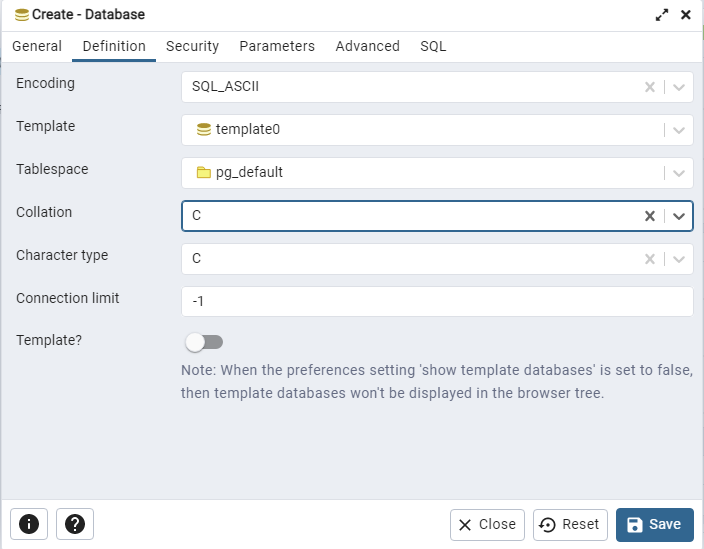 Create - Database
General Definition Security Parameters Advanced SQL
Encoding SQL_ASCII
Template template0
Tablespace pg_default
Collation C
Character type C
Connection limit -1
Template?
Note: When the preferences setting 'show template databases' is set to false,
then template databases won't be displayed in the browser tree.
Close Reset Save